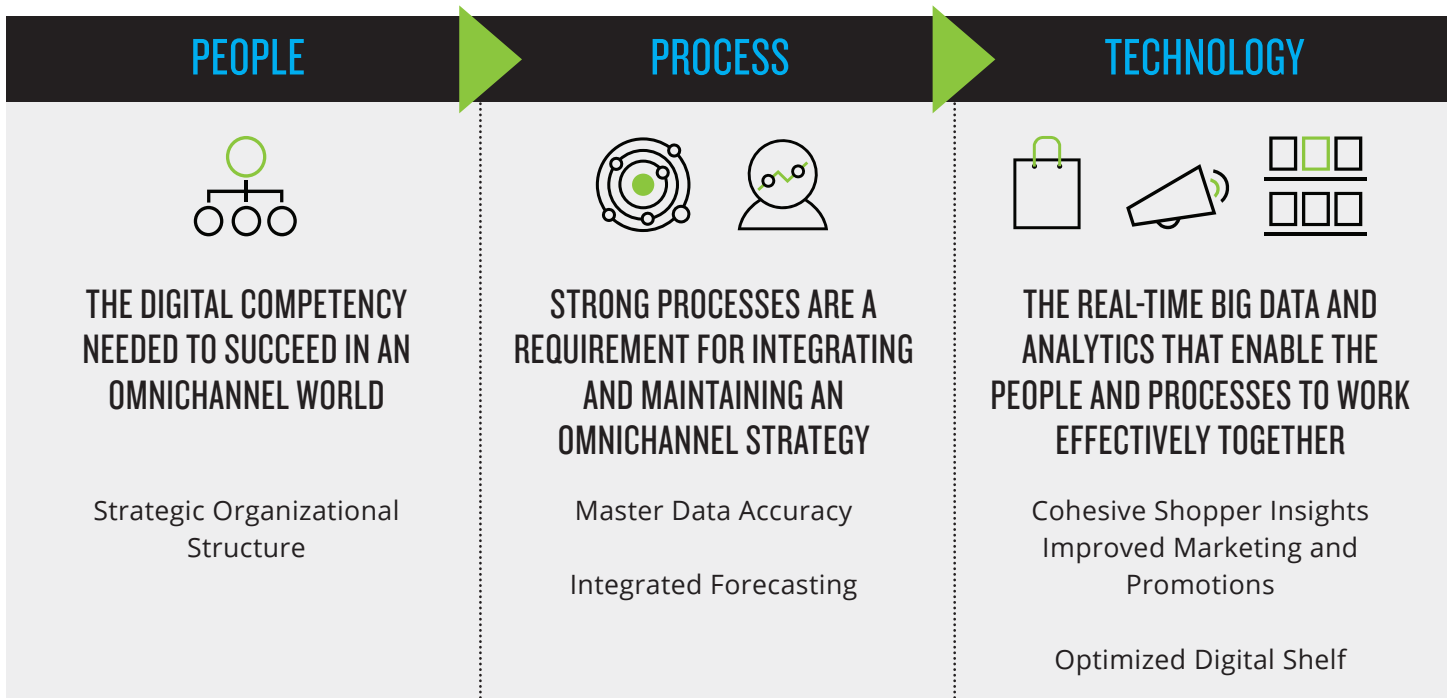 PEOPLE
THE DIGITAL COMPETENCY
NEEDED TO SUCCEED IN AN
OMNICHANNEL WORLD
Strategic Organizational
Structure
PROCESS
STRONG PROCESSES ARE A
REQUIREMENT FOR INTEGRATING
AND MAINTAINING AN
OMNICHANNEL STRATEGY
Master Data Accuracy
Integrated Forecasting
TECHNOLOGY
THE REAL-TIME BIG DATA AND
ANALYTICS THAT ENABLE THE
PEOPLE AND PROCESSES TO WORK
EFFECTIVELY TOGETHER
Cohesive Shopper Insights
Improved Marketing and
Promotions
Optimized Digital Shelf